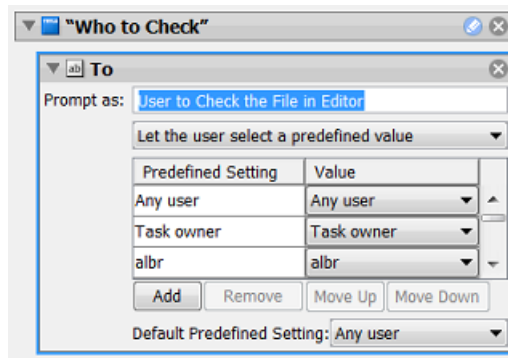 “Who to Check”
ab To
Prompt as: User to Check the File in Editor
Let the user select a predefined value
Predefined Setting Value
Any user Any user
Task owner Task owner
albr albr
Add Remove Move Up Move Down
Default Predefined Setting: Any user